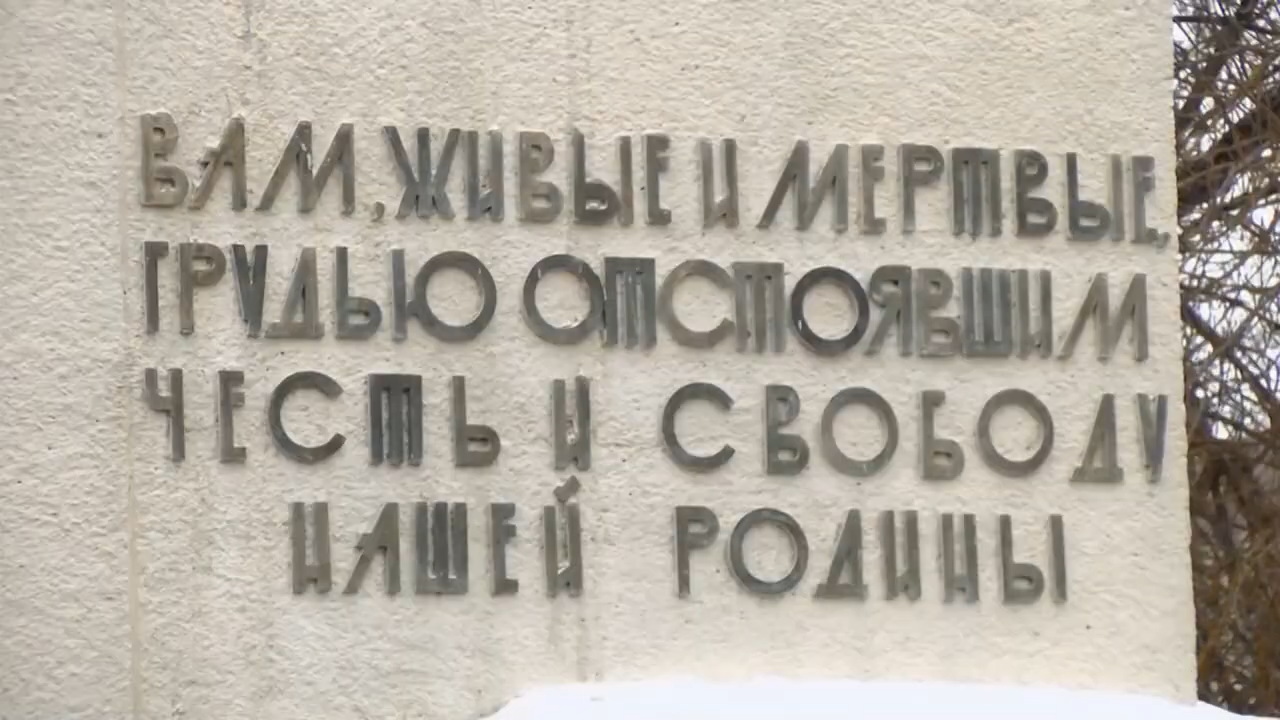 ВАМ, ЖИВЫЕ И МЕРТВЫЕ,
ГРУДЬЮ ОТСТОЯВШИМ
ЧЕСТЬ И СВОБОДУ
НАШЕЙ РОДИНЫ